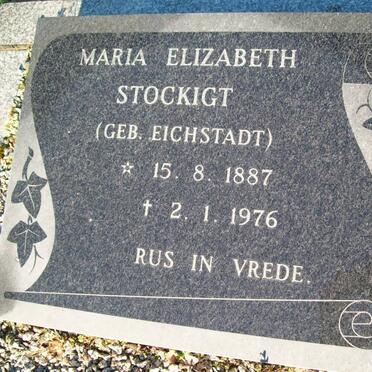 MARIA ELIZABETH
STOCKIGT
(GEB. EICHSTADT)
* 15. 8. 1887
† 2. 1. 1976
RUS IN VREDE.